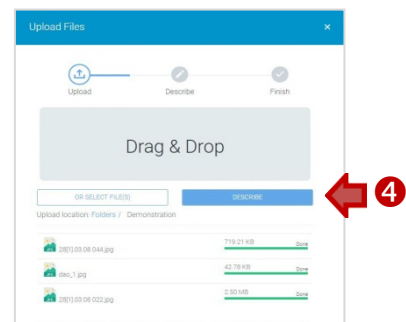 Upload Files ×
Upload Describe Finish
Drag & Drop
OR SELECT FILE(S) DESCRIBE
4
Upload location Folders / Demonstration
28[1].03.08 044.jpg 719.21 KB Done
dao_1.jpg 42.78 KB Done
28[1].03.08 022.jpg 2.50 MB Done